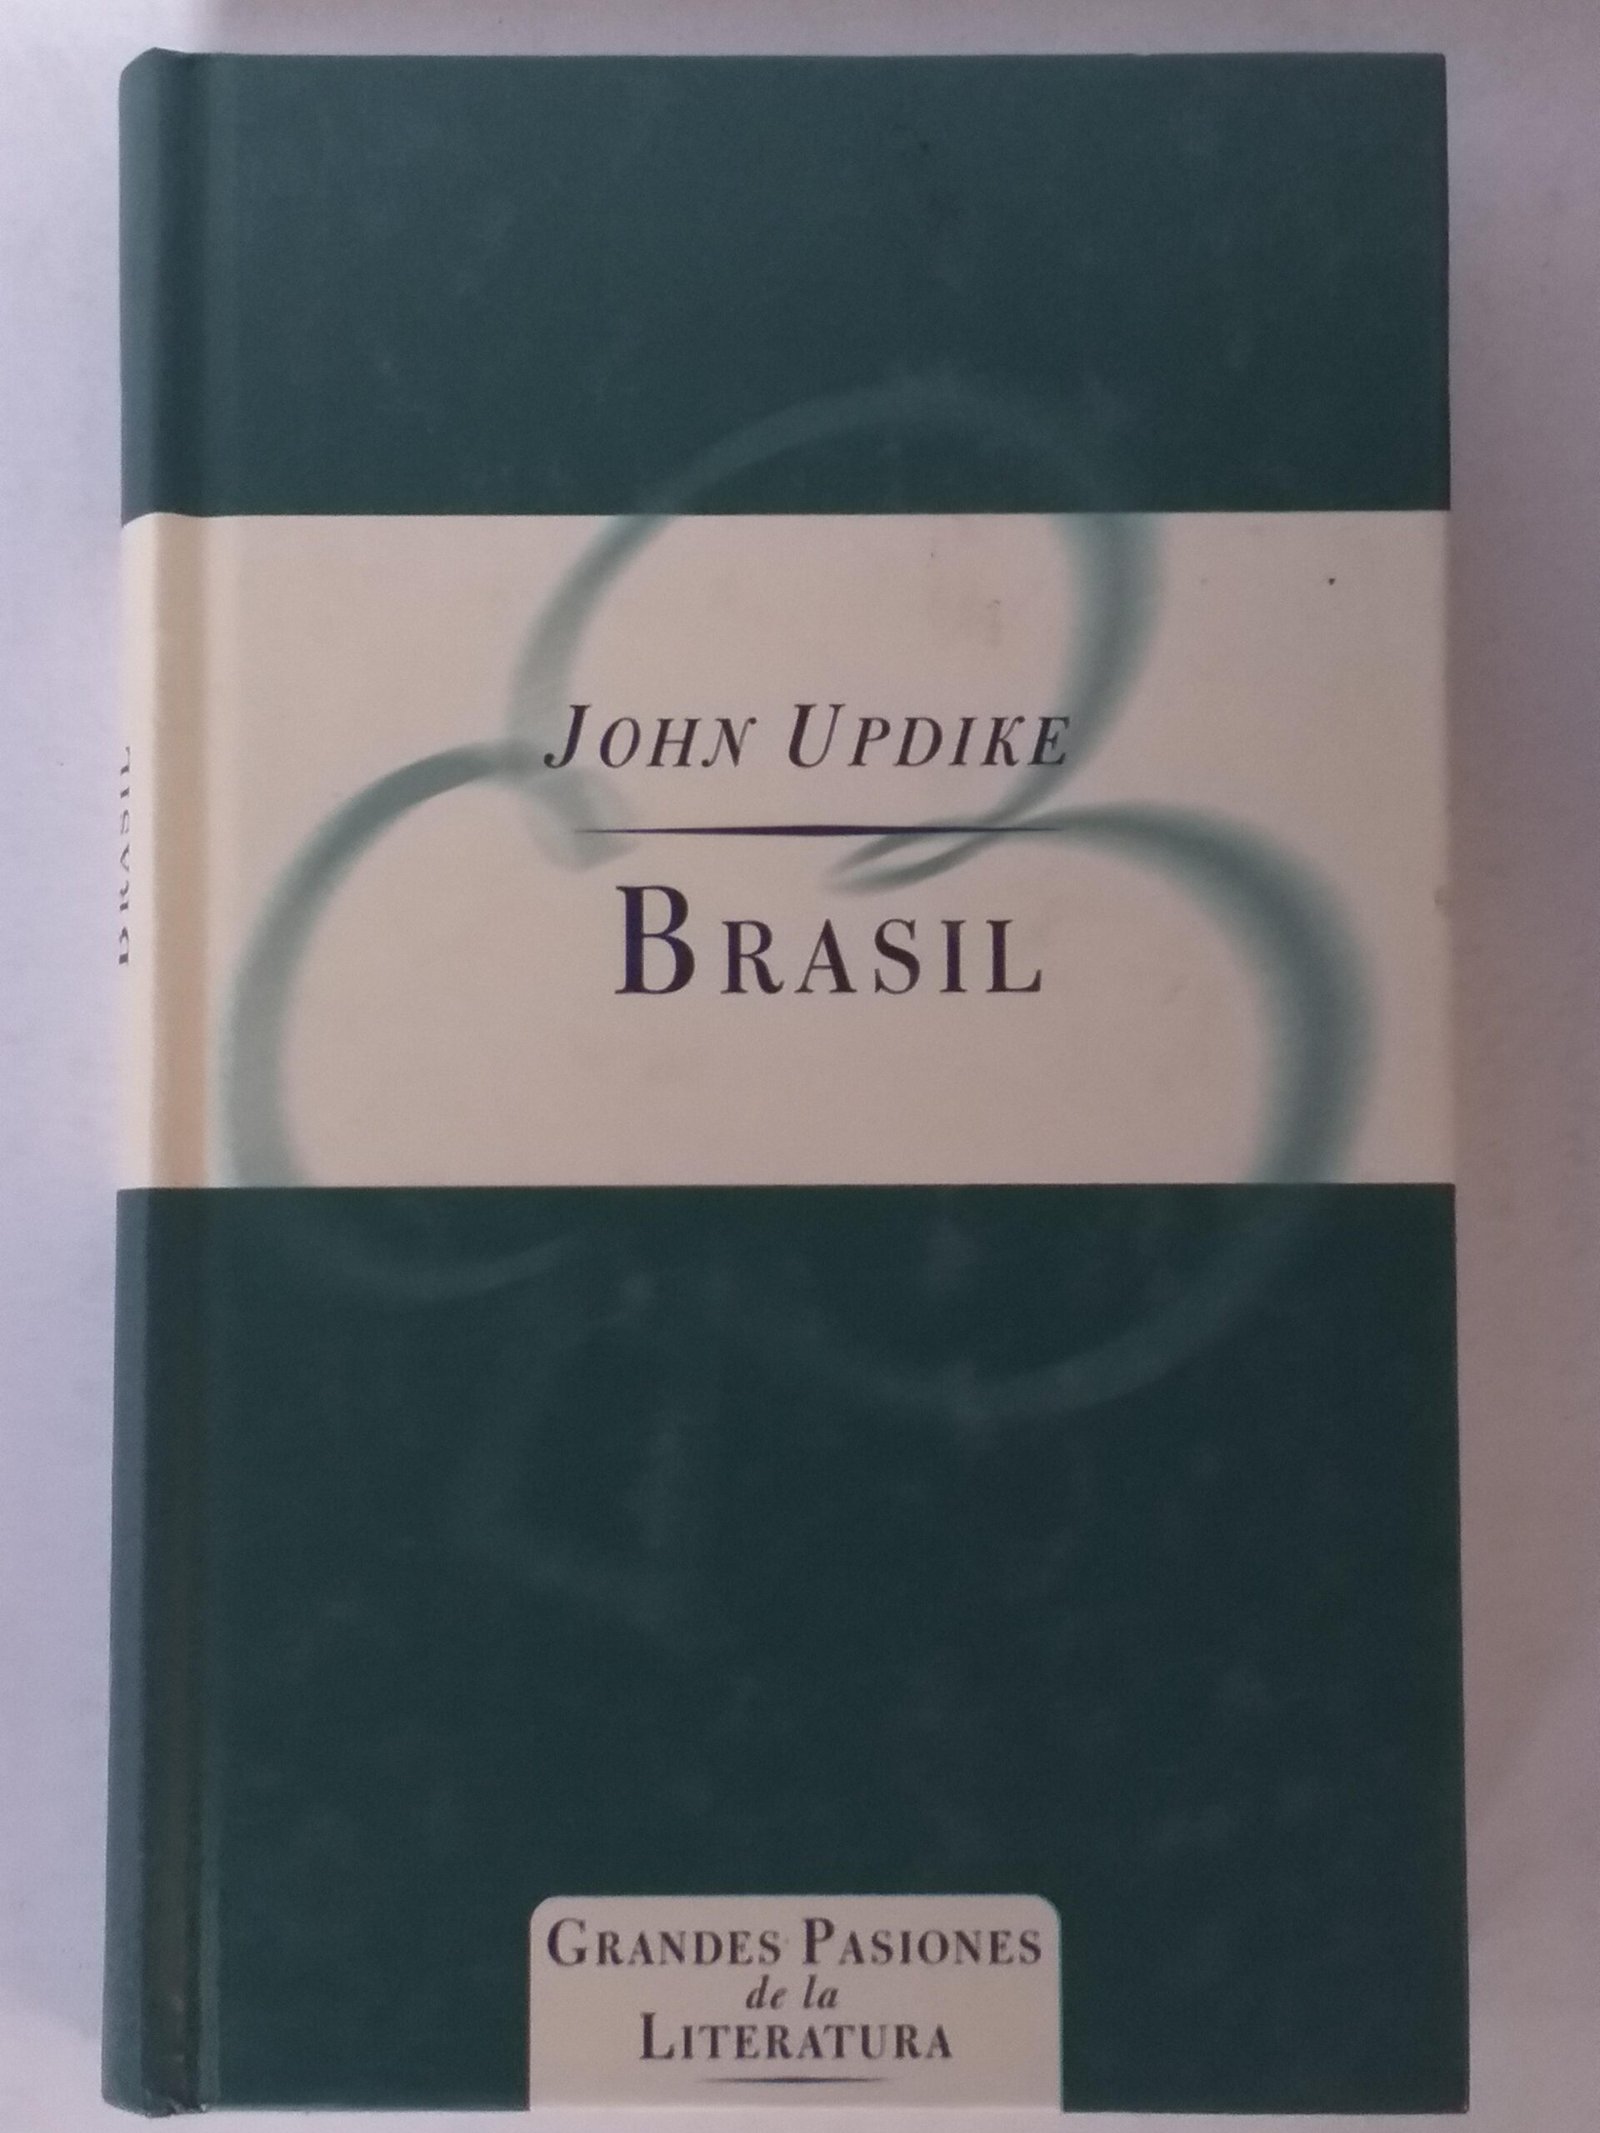 JOHN UPDIKE
BRASIL
BRASIL
GRANDES PASIONES
de la
LITERATURA